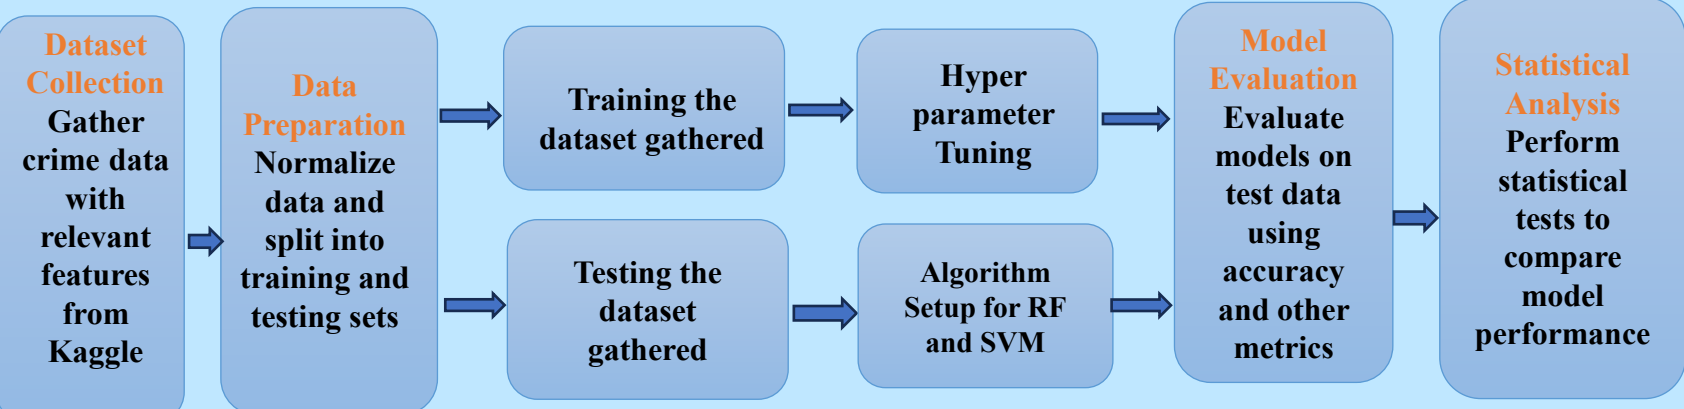 Dataset
Collection
Gather
crime data
with
relevant
features
from
Kaggle
Data
Preparation
Normalize
data and
split into
training and
testing sets
Training the
dataset gathered
Hyper
parameter
Tuning
Testing the
dataset
gathered
Algorithm
Setup for RF
and SVM
Model
Evaluation
Evaluate
models on
test data
using
accuracy
and other
metrics
Statistical
Analysis
Perform
statistical
tests to
compare
model
performance